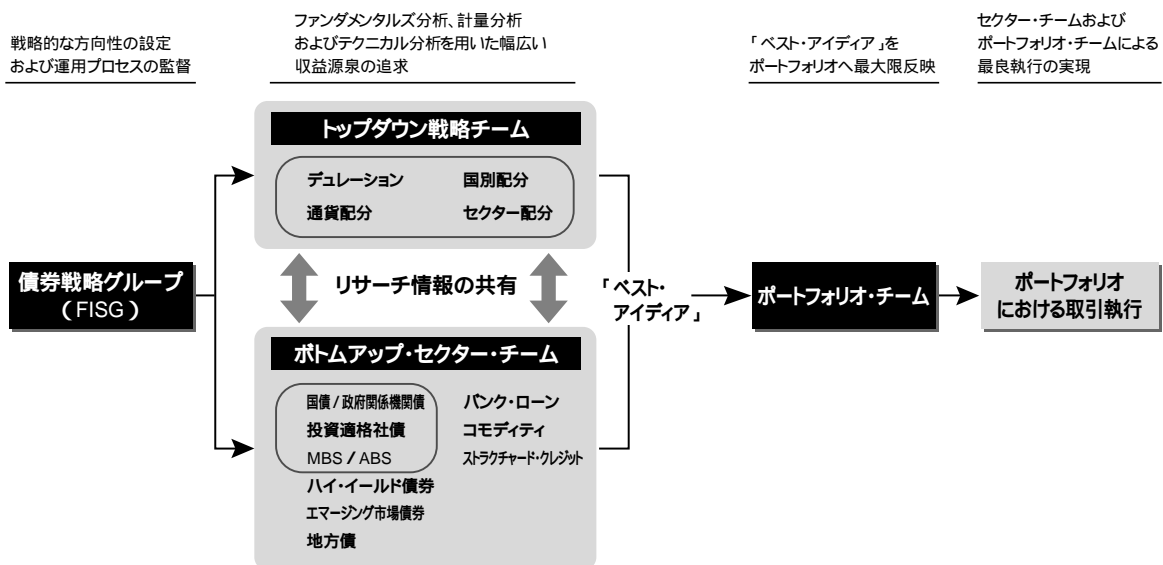 戦略的な方向性の設定
および運用プロセスの監督
ファンダメンタルズ分析、計量分析
およびテクニカル分析を用いた幅広い
収益源泉の追求
「ベスト・アイディア」を
ポートフォリオへ最大限反映
セクター・チームおよび
ポートフォリオ・チームによる
最良執行の実現
トップダウン戦略チーム
デュレーション 国別配分
通貨配分 セクター配分
債券戦略グループ
(FISG)
リサーチ情報の共有
「ベスト・
アイディア」
ポートフォリオ・チーム
ポートフォリオ
における取引執行
ボトムアップ・セクター・チーム
国債/政府関係機関債 バンク・ローン
投資適格社債 コモディティ
MBS/ABS ストラクチャード・クレジット
ハイ・イールド債券
エマージング市場債券
地方債